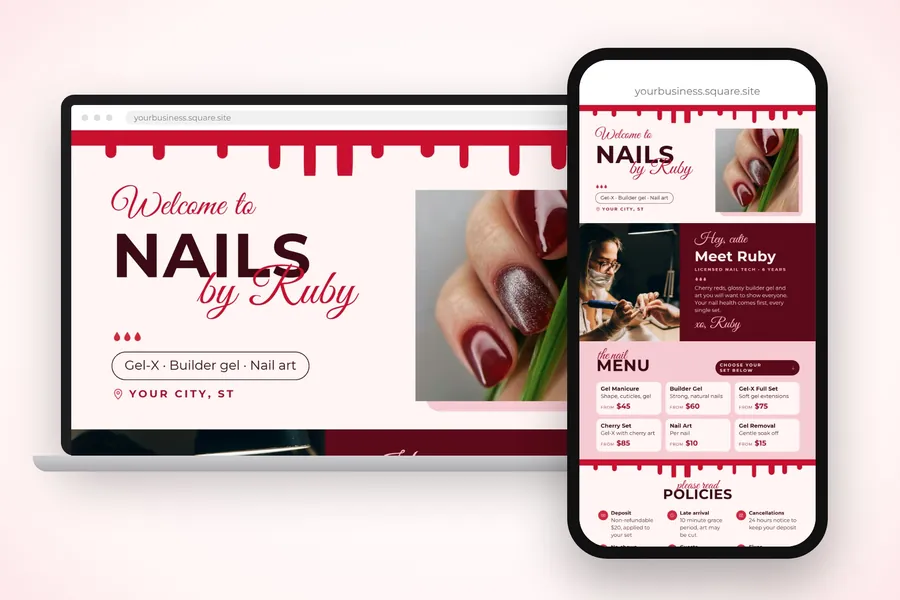 yourbusiness.square.site
Welcome to
NAILS
by Ruby
Gel-X · Builder gel · Nail art
YOUR CITY, ST
yourbusiness.square.site
Welcome to
NAILS
by Ruby
Gel-X · Builder gel · Nail art
YOUR CITY, ST
Hey, cutie
Meet Ruby
LICENSED NAIL TECH · 6 YEARS
Cherry reds, glossy builder gel and
art you will want to show everyone.
Your nail health comes first, every
single set.
xo, Ruby
the nail
MENU
CHOOSE YOUR
SET BELOW
Gel Manicure
Shape, cuticles, gel
FROM $45
Builder Gel
Strong, natural nails
FROM $60
Gel-X Full Set
Soft gel extensions
FROM $75
Cherry Set
Gel-X with cherry art
FROM $85
Nail Art
Per nail
FROM $10
Gel Removal
Gentle soak off
FROM $15
please read
POLICIES
Deposit
Non-refundable
$20, applied to
your set
Late arrival
10 minute grace
period, art may
be cut
Cancellations
24 hours notice to
keep your deposit